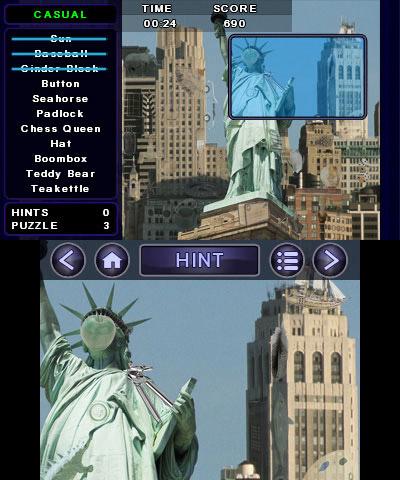 CASUAL
TIME
SCORE
00:24
690
Sun
Baseball
Cinder Block
Button
Seahorse
Padlock
Chess Queen
Hat
Boombox
Teddy Bear
Teakettle
HINTS 0
PUZZLE 3
HINT